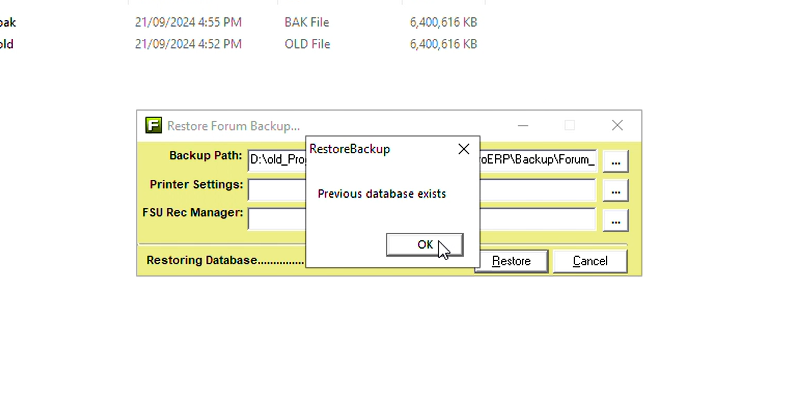 bak 21/09/2024 4:55 PM BAK File 6,400,616 KB
old 21/09/2024 4:52 PM OLD File 6,400,616 KB
Restore Forum Backup...
RestoreBackup
Backup Path: D:\old_Pro roERP\Backup\Forum_ ...
Previous database exists
Printer Settings: ...
FSU Rec Manager: ...
OK
Restoring Database.............. Restore Cancel